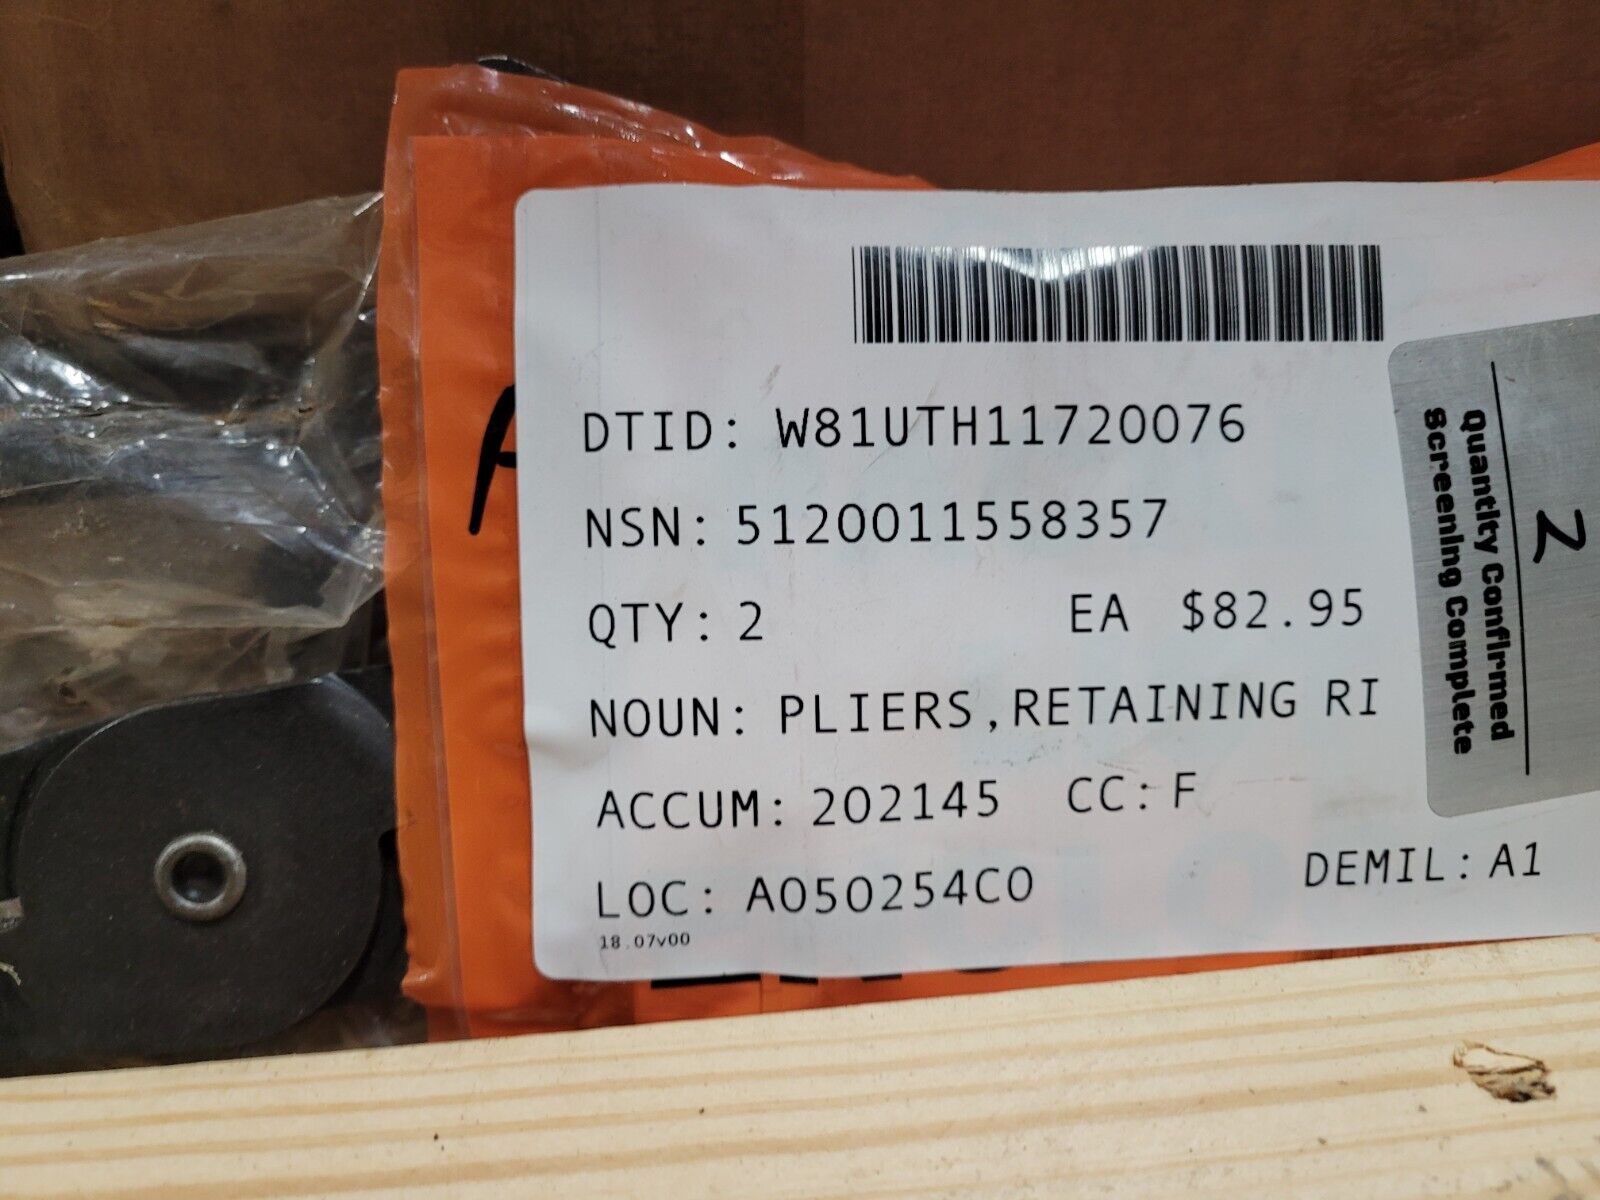 DTID: W81UTH11720076
NSN: 5120011558357
QTY: 2 EA $82.95
NOUN: PLIERS,RETAINING RI
ACCUM: 202145 CC: F
LOC: A050254C0 DEMIL: A1
18.07v00
2
Quantity Confirmed
Screening Complete